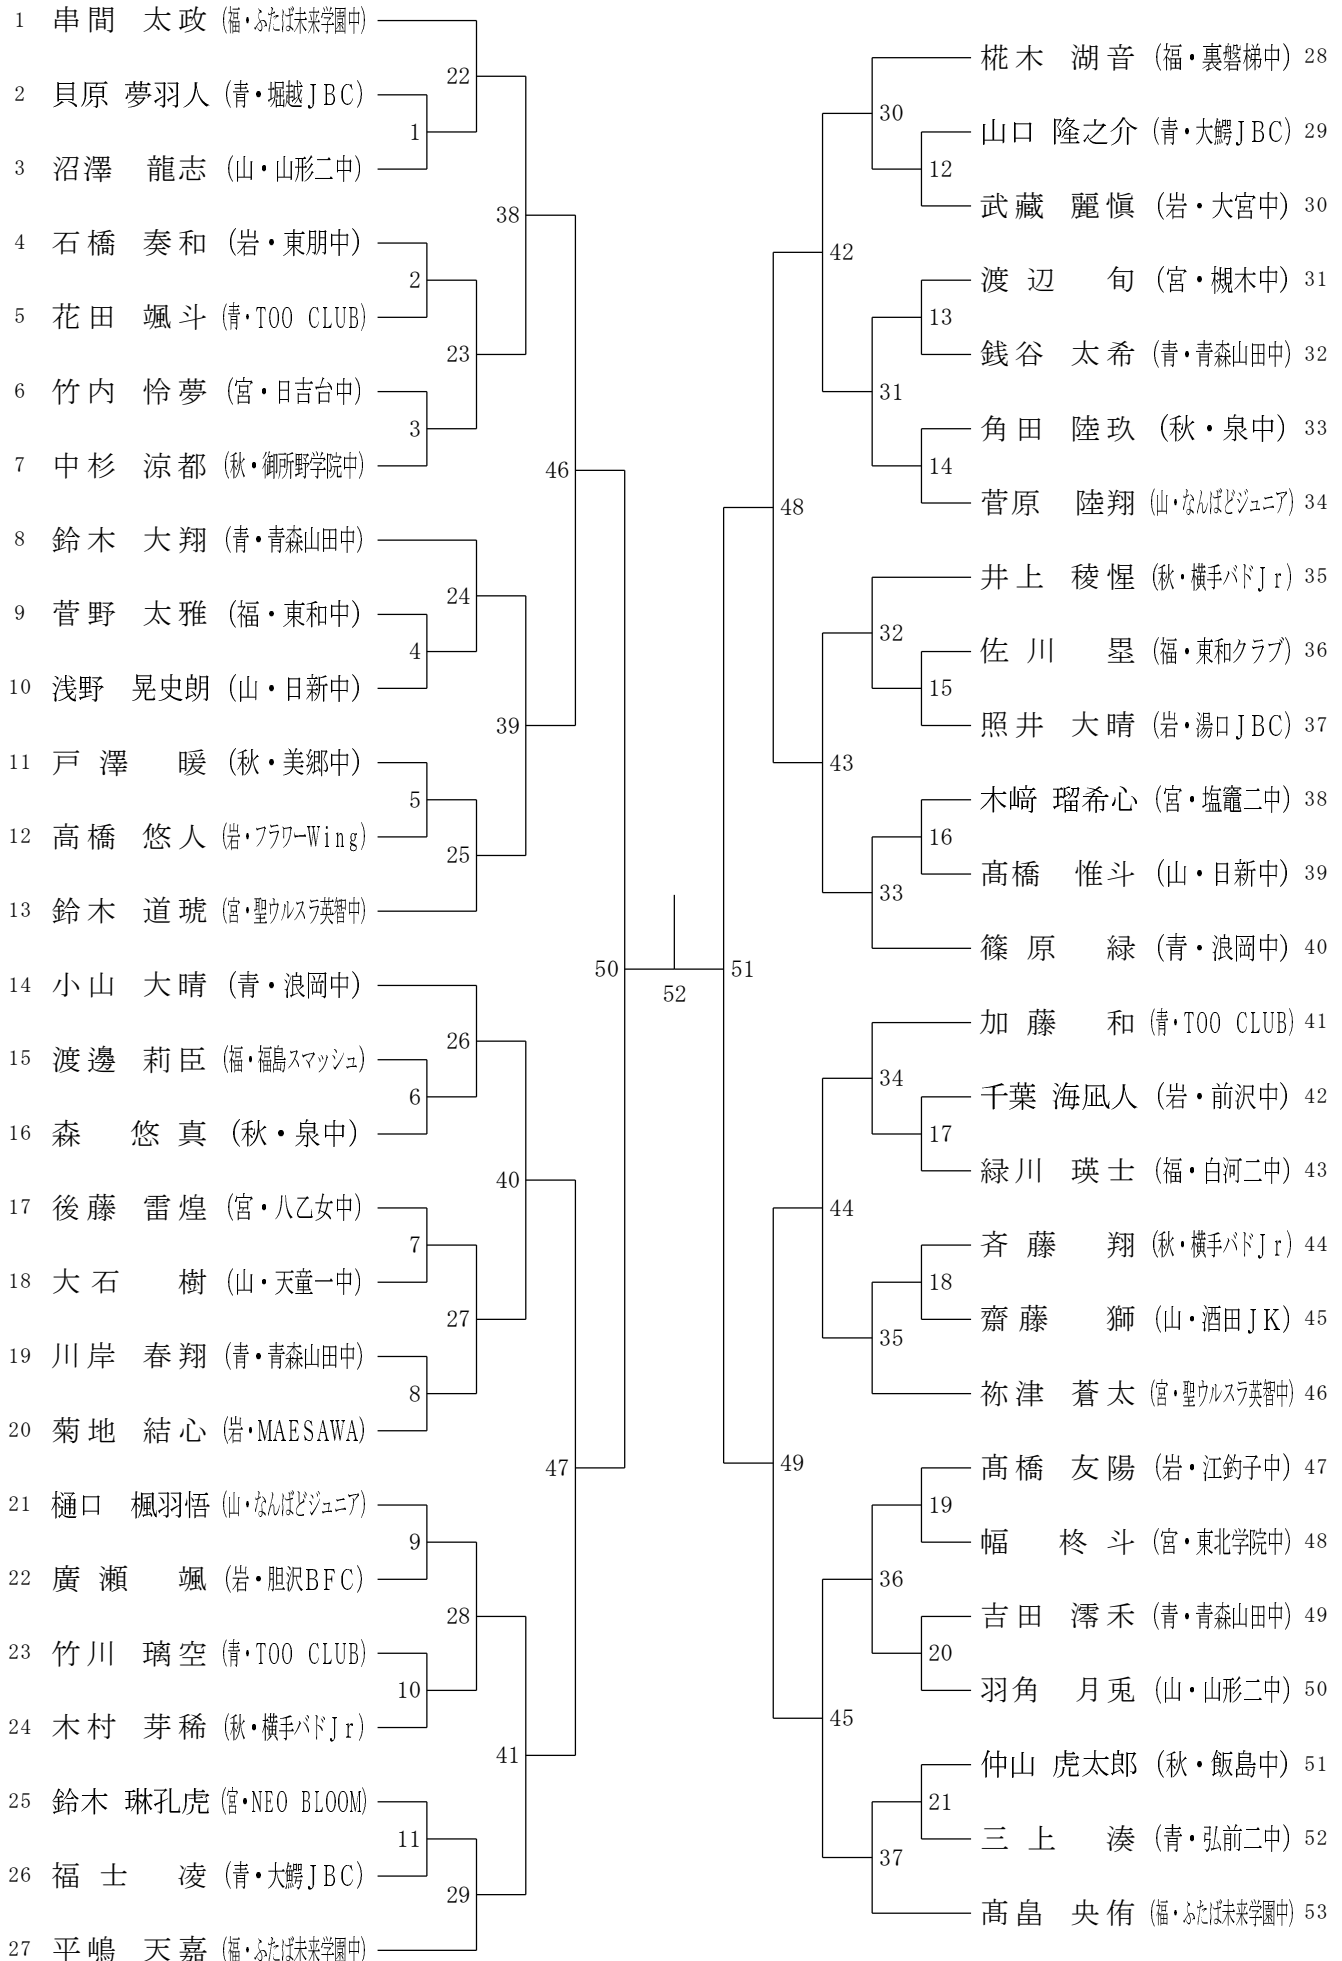 1 串間 太政 (福・ふたば未来学園中)
2 貝原 夢羽人 (青・堀越JBC)
3 沼澤 龍志 (山・山形二中)
4 石橋 奏和 (岩・東朋中)
5 花田 颯斗 (青・TOO CLUB)
6 竹内 怜夢 (宮・日吉台中)
7 中杉 涼都 (秋・御所野学院中)
8 鈴木 大翔 (青・青森山田中)
9 菅野 太雅 (福・東和中)
10 浅野 晃史朗 (山・日新中)
11 戸澤 暖 (秋・美郷中)
12 高橋 悠人 (岩・フラワーWing)
13 鈴木 道琥 (宮・聖ウルスラ英智中)
14 小山 大晴 (青・浪岡中)
15 渡邊 莉臣 (福・福島スマッシュ)
16 森 悠真 (秋・泉中)
17 後藤 雷煌 (宮・八乙女中)
18 大石 樹 (山・天童一中)
19 川岸 春翔 (青・青森山田中)
20 菊地 結心 (岩・MAESAWA)
21 樋口 楓羽悟 (山・なんばどジュニア)
22 廣瀬 颯 (岩・胆沢BFC)
23 竹川 璃空 (青・TOO CLUB)
24 木村 芽稀 (秋・横手バドJr)
25 鈴木 琳孔虎 (宮・NEO BLOOM)
26 福士 凌 (青・大鰐JBC)
27 平嶋 天嘉 (福・ふたば未来学園中)
1
2
3
4
5
6
7
8
9
10
11
22
23
24
25
26
27
28
29
38
39
40
41
46
47
50
52
51
48
49
42
43
44
45
30
31
32
33
34
35
36
37
12
13
14
15
16
17
18
19
20
21
椛木 湖音 (福・裏磐梯中) 28
山口 隆之介 (青・大鰐JBC) 29
武藏 麗愼 (岩・大宮中) 30
渡辺 旬 (宮・槻木中) 31
銭谷 太希 (青・青森山田中) 32
角田 陸玖 (秋・泉中) 33
菅原 陸翔 (山・なんばどジュニア) 34
井上 稜惺 (秋・横手バドJr) 35
佐川 塁 (福・東和クラブ) 36
照井 大晴 (岩・湯口JBC) 37
木﨑 瑠希心 (宮・塩竈二中) 38
髙橋 惟斗 (山・日新中) 39
篠原 緑 (青・浪岡中) 40
加藤 和 (青・TOO CLUB) 41
千葉 海凪人 (岩・前沢中) 42
緑川 瑛士 (福・白河二中) 43
斉藤 翔 (秋・横手バドJr) 44
齋藤 獅 (山・酒田JK) 45
祢津 蒼太 (宮・聖ウルスラ英智中) 46
髙橋 友陽 (岩・江釣子中) 47
幅 柊斗 (宮・東北学院中) 48
吉田 澪禾 (青・青森山田中) 49
羽角 月兎 (山・山形二中) 50
仲山 虎太郎 (秋・飯島中) 51
三上 湊 (青・弘前二中) 52
髙畠 央侑 (福・ふたば未来学園中) 53